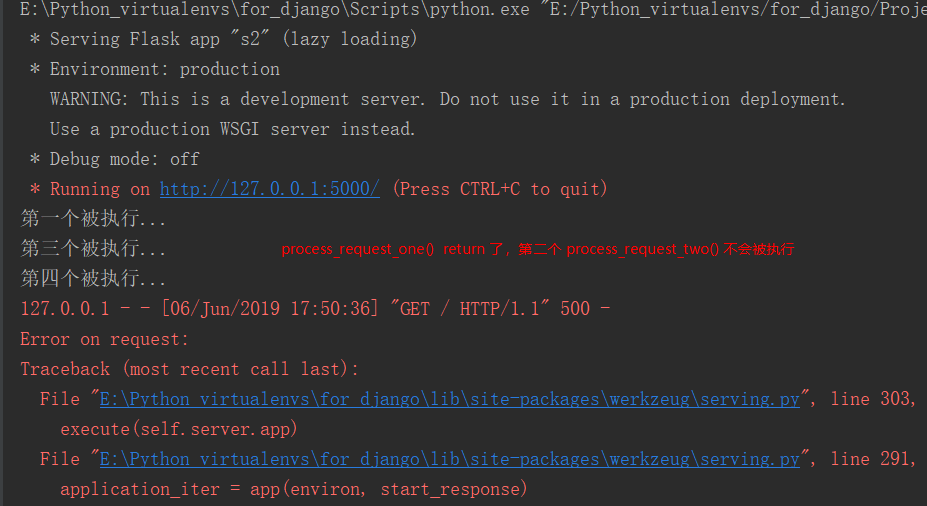 E:\Python_virtualenvs\for_django\Scripts\python.exe "E:/Python_virtualenvs/for_django/Proje
* Serving Flask app "s2" (lazy loading)
* Environment: production
WARNING: This is a development server. Do not use it in a production deployment.
Use a production WSGI server instead.
* Debug mode: off
* Running on http://127.0.0.1:5000/ (Press CTRL+C to quit)
第一个被执行...
第三个被执行... process_request_one() return 了，第二个 process_request_two() 不会被执行
第四个被执行...
127.0.0.1 - - [06/Jun/2019 17:50:36] "GET / HTTP/1.1" 500 -
Error on request:
Traceback (most recent call last):
File "E:\Python_virtualenvs\for_django\lib\site-packages\werkzeug\serving.py", line 303,
execute(self.server.app)
File "E:\Python_virtualenvs\for_django\lib\site-packages\werkzeug\serving.py", line 291,
application_iter = app(environ, start_response)